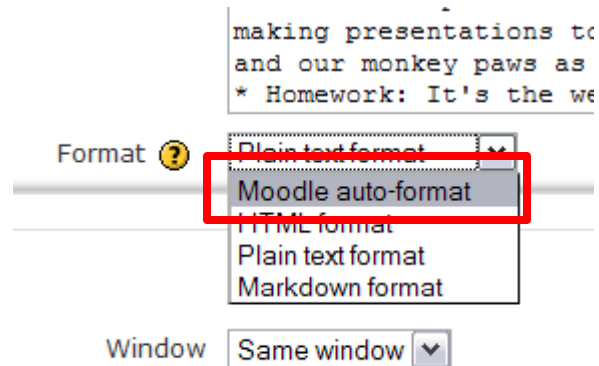 making presentations to
and our monkey paws as
* Homework: It's the we
Format ? Plain text format
Moodle auto-format
HTML format
Plain text format
Markdown format
Window Same window